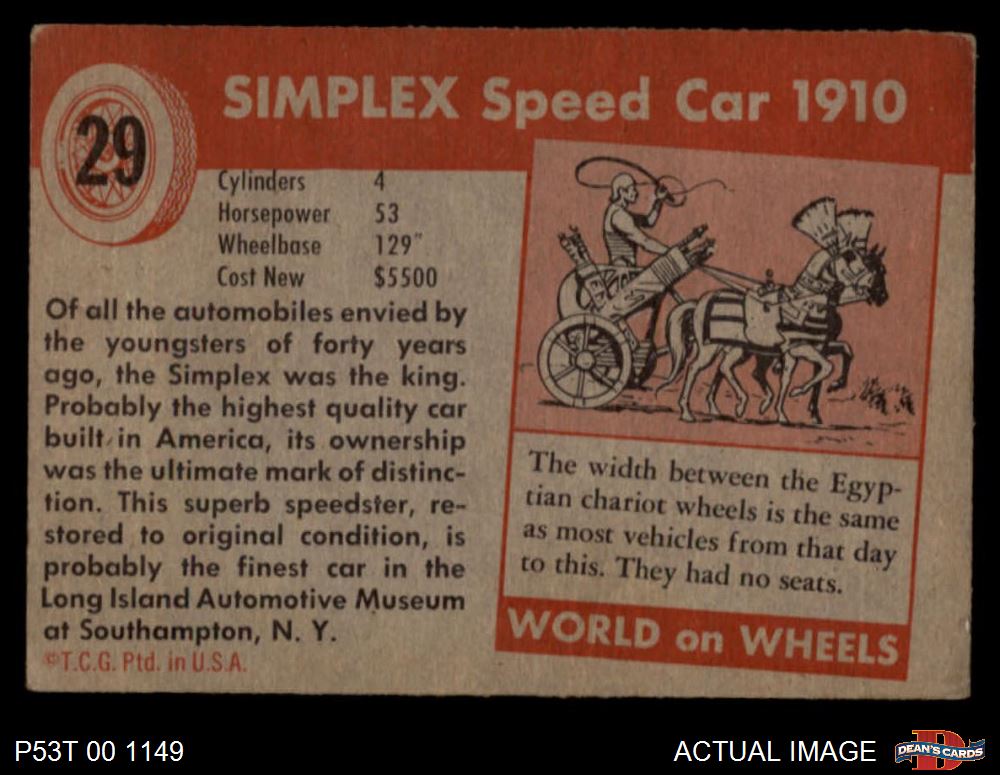 29
SIMPLEX Speed Car 1910
Cylinders 4
Horsepower 53
Wheelbase 129"
Cost New $5500
Of all the automobiles envied by
the youngsters of forty years
ago, the Simplex was the king.
Probably the highest quality car
built in America, its ownership
was the ultimate mark of distinc-
tion. This superb speedster, re-
stored to original condition, is
probably the finest car in the
Long Island Automotive Museum
at Southampton, N. Y.
©T.C.G. Ptd. in U.S.A.
The width between the Egyp-
tian chariot wheels is the same
as most vehicles from that day
to this. They had no seats.
WORLD on WHEELS
P53T 00 1149
ACTUAL IMAGE
DEAN'S CARDS